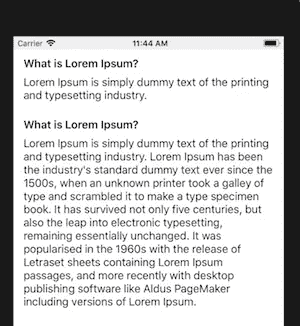 Carrier 11:44 AM
What is Lorem Ipsum?
Lorem Ipsum is simply dummy text of the printing
and typesetting industry.
What is Lorem Ipsum?
Lorem Ipsum is simply dummy text of the printing
and typesetting industry. Lorem Ipsum has been
the industry's standard dummy text ever since the
1500s, when an unknown printer took a galley of
type and scrambled it to make a type specimen
book. It has survived not only five centuries, but
also the leap into electronic typesetting,
remaining essentially unchanged. It was
popularised in the 1960s with the release of
Letraset sheets containing Lorem Ipsum
passages, and more recently with desktop
publishing software like Aldus PageMaker
including versions of Lorem Ipsum.